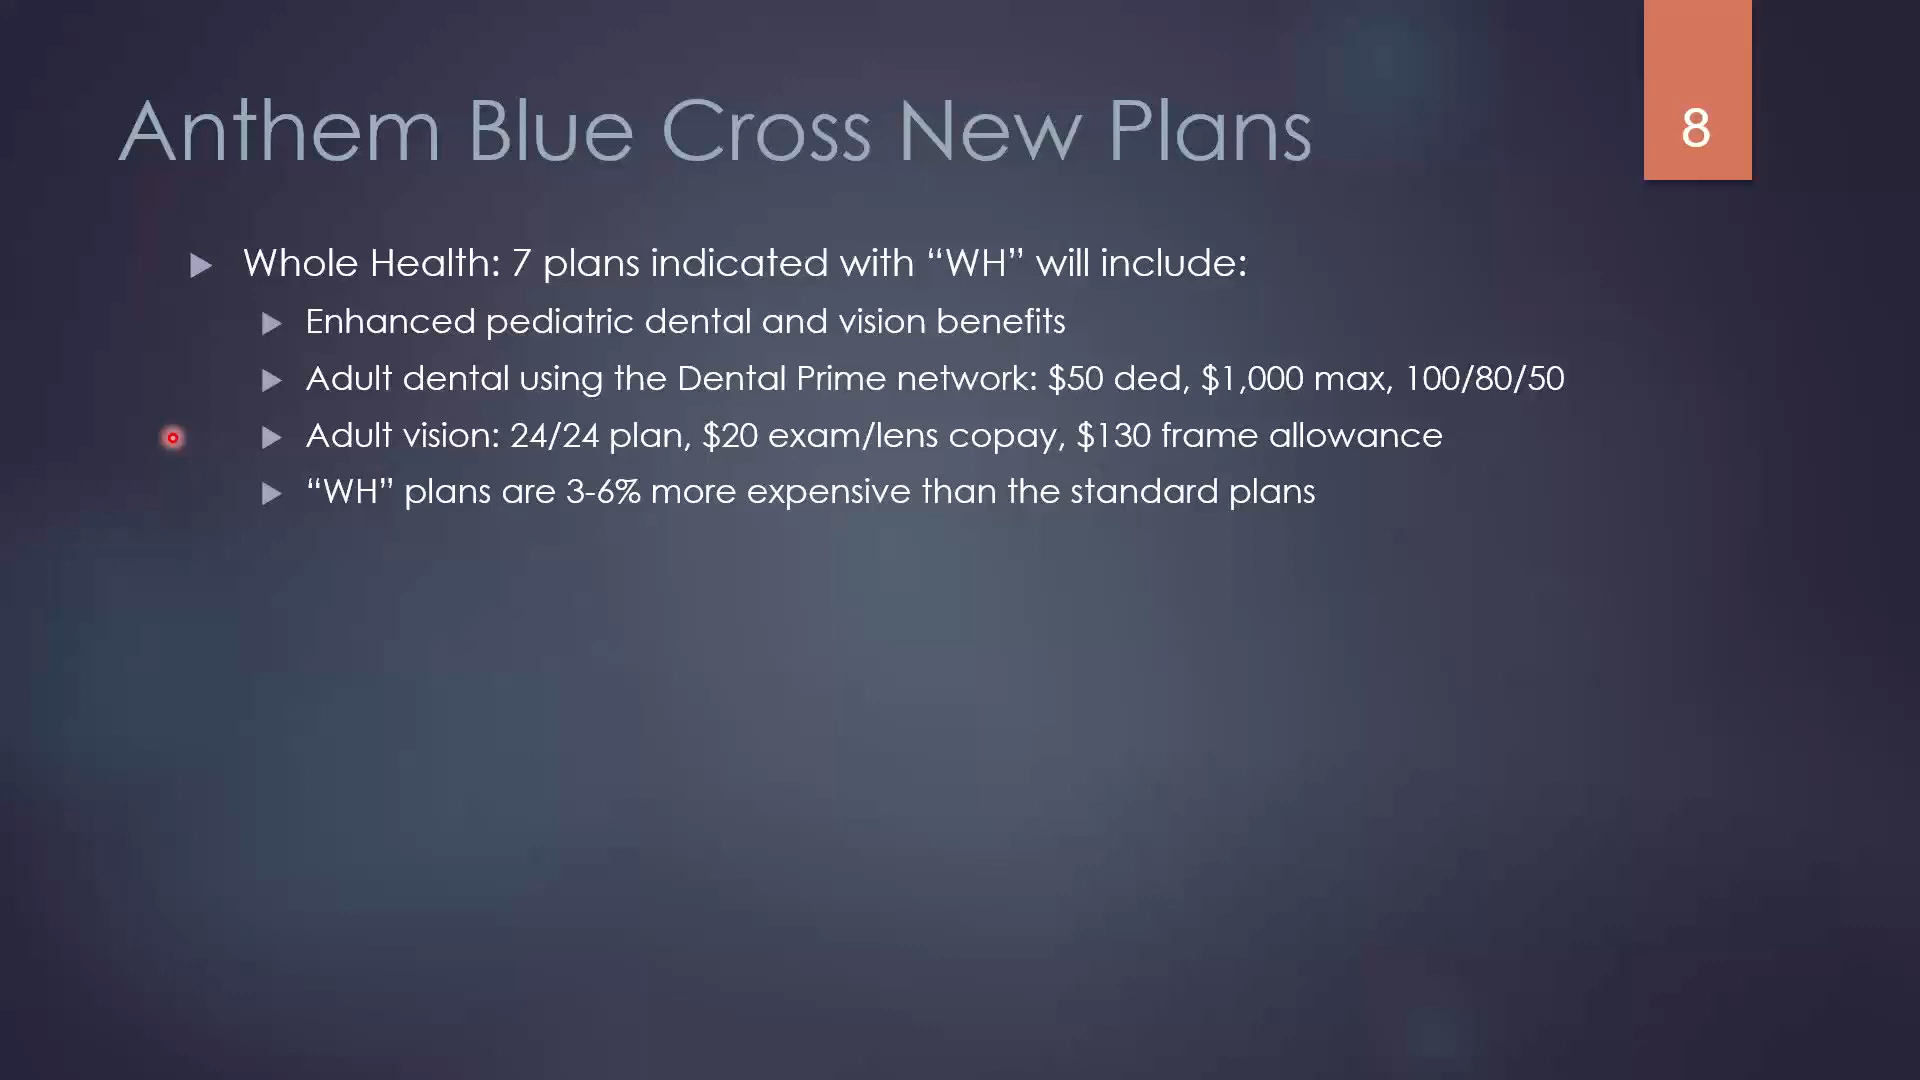 Anthem Blue Cross New Plans
8
Whole Health: 7 plans indicated with “WH” will include:
Enhanced pediatric dental and vision benefits
Adult dental using the Dental Prime network: $50 ded, $1,000 max, 100/80/50
Adult vision: 24/24 plan, $20 exam/lens copay, $130 frame allowance
“WH” plans are 3-6% more expensive than the standard plans